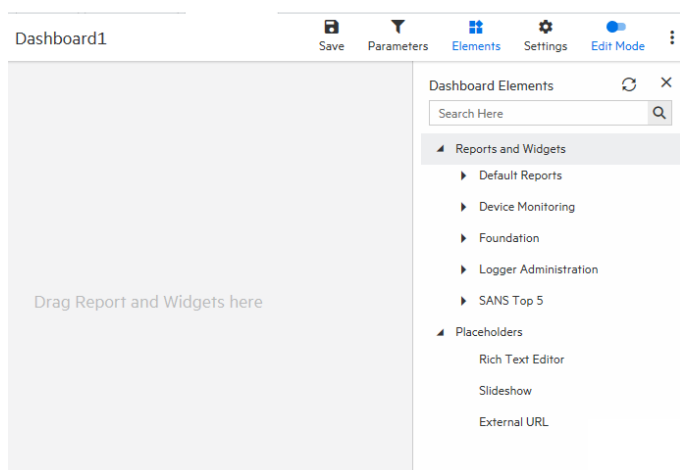 Dashboard1
Save
Parameters
Elements
Settings
Edit Mode
Drag Report and Widgets here
Dashboard Elements
Search Here
Reports and Widgets
Default Reports
Device Monitoring
Foundation
Logger Administration
SANS Top 5
Placeholders
Rich Text Editor
Slideshow
External URL